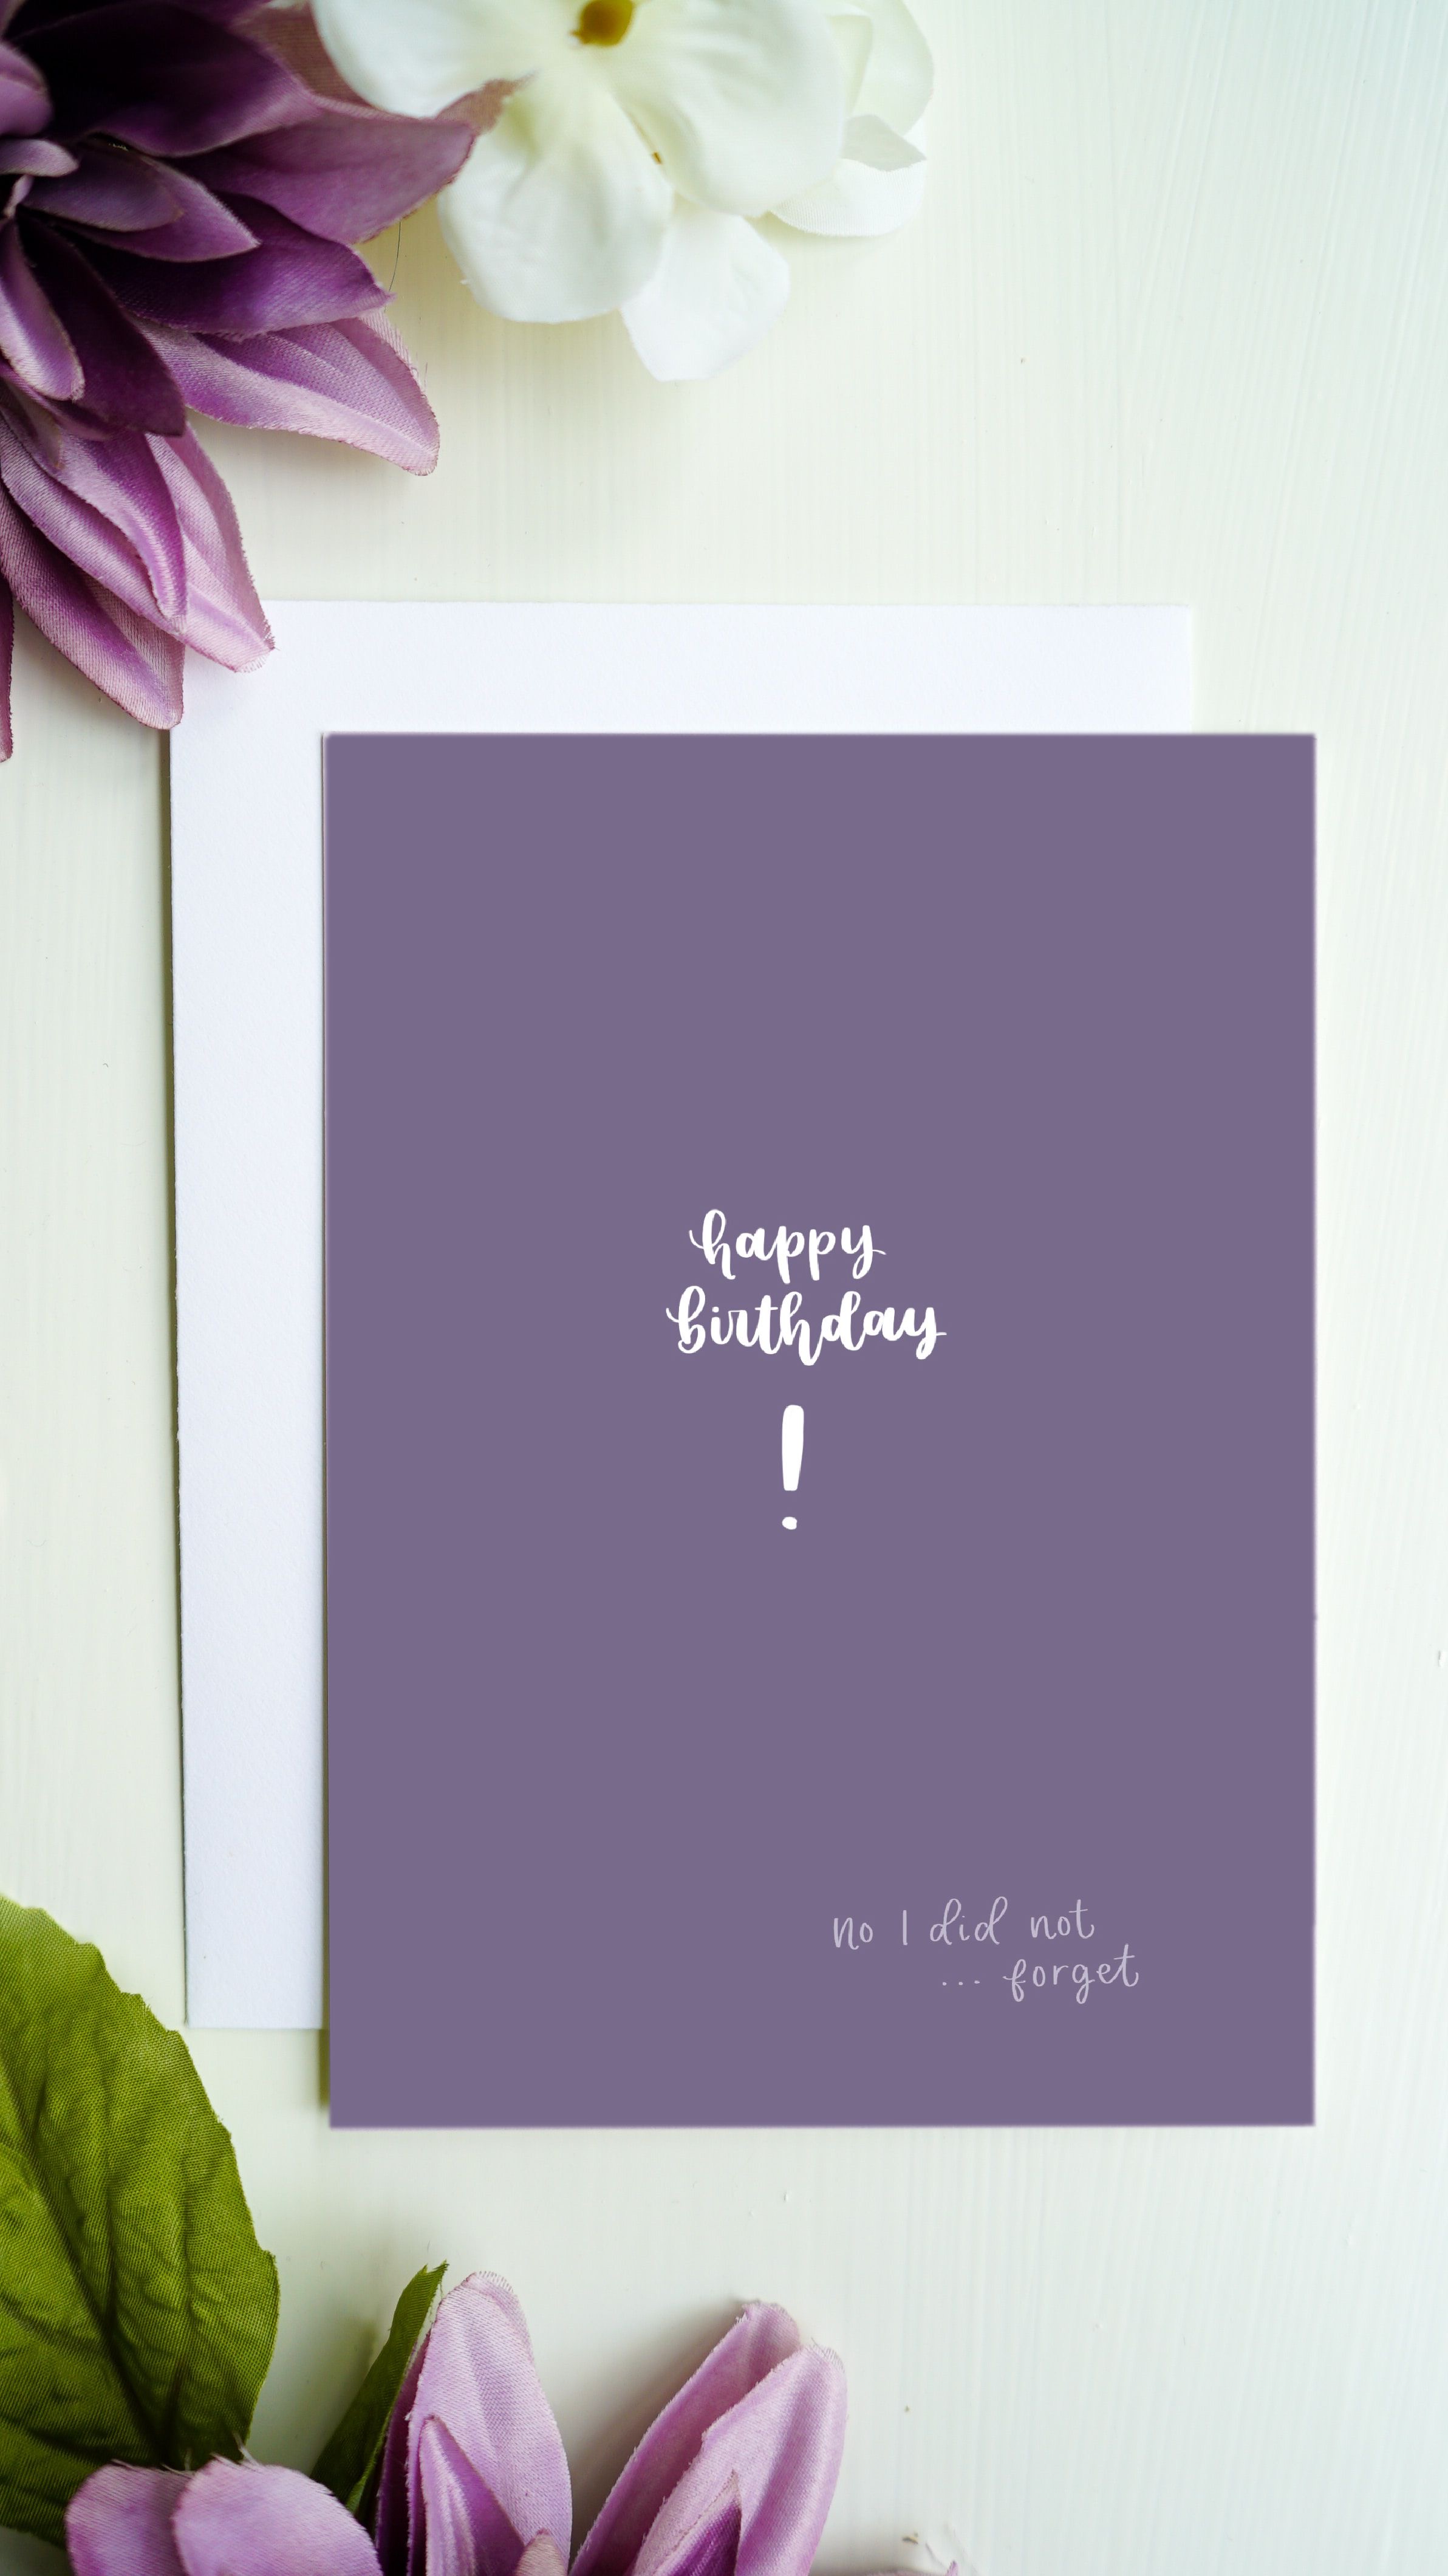 happy
birthday
!
no I did not
... forget